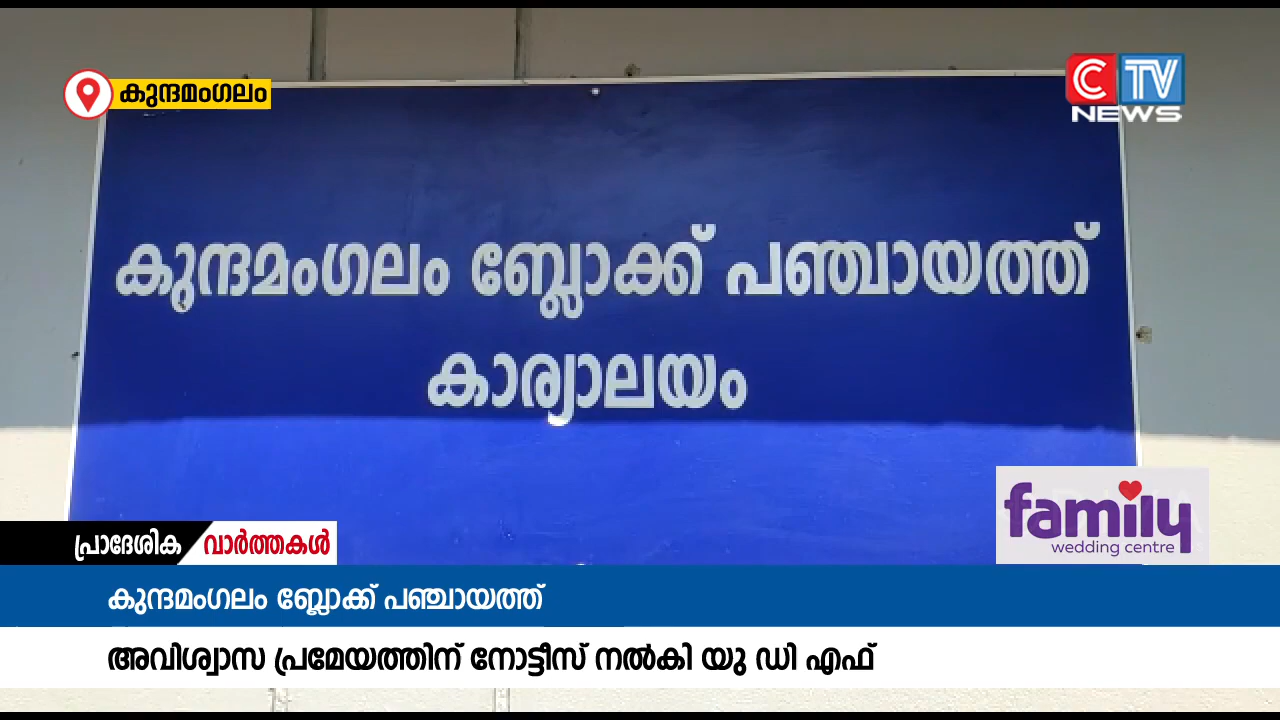 കുന്ദമംഗലം
CTV
NEWS
കുന്ദമംഗലം ബ്ലോക്ക് പഞ്ചായത്ത്
കാര്യാലയം
family
wedding centre
പ്രാദേശിക വാർത്തകൾ
കുന്ദമംഗലം ബ്ലോക്ക് പഞ്ചായത്ത്
അവിശ്വാസ പ്രമേയത്തിന് നോട്ടീസ് നൽകി യു ഡി എഫ്